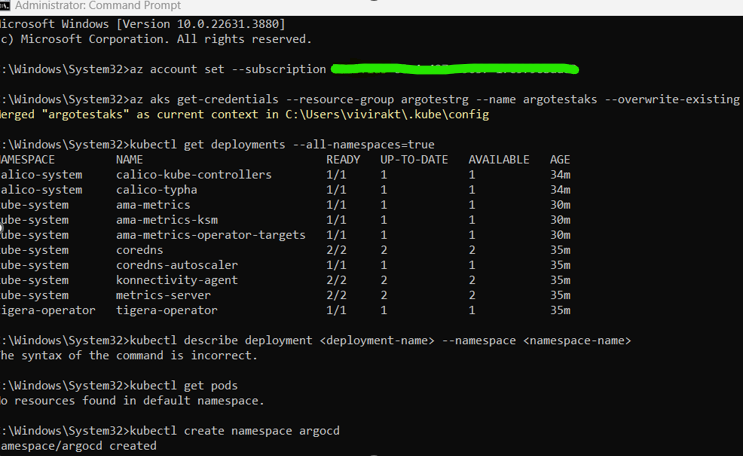 Administrator: Command Prompt
icrosoft Windows [Version 10.0.22631.3880]
c) Microsoft Corporation. All rights reserved.
:\Windows\System32>az account set --subscription
:\Windows\System32>az aks get-credentials --resource-group argotestrg --name argotestaks --overwrite-existing
erged "argotestaks" as current context in C:\Users\vivirakt\.kube\config
:\Windows\System32>kubectl get deployments --all-namespaces=true
AMESPACE NAME READY UP-TO-DATE AVAILABLE AGE
alico-system calico-kube-controllers 1/1 1 1 34m
alico-system calico-typha 1/1 1 1 34m
ube-system ama-metrics 1/1 1 1 30m
ube-system ama-metrics-ksm 1/1 1 1 30m
ube-system ama-metrics-operator-targets 1/1 1 1 30m
ube-system coredns 2/2 2 2 35m
ube-system coredns-autoscaler 1/1 1 1 35m
ube-system konnectivity-agent 2/2 2 2 35m
ube-system metrics-server 2/2 2 2 35m
igera-operator tigera-operator 1/1 1 1 35m
:\Windows\System32>kubectl describe deployment <deployment-name> --namespace <namespace-name>
he syntax of the command is incorrect.
:\Windows\System32>kubectl get pods
o resources found in default namespace.
:\Windows\System32>kubectl create namespace argocd
amespace/argocd created